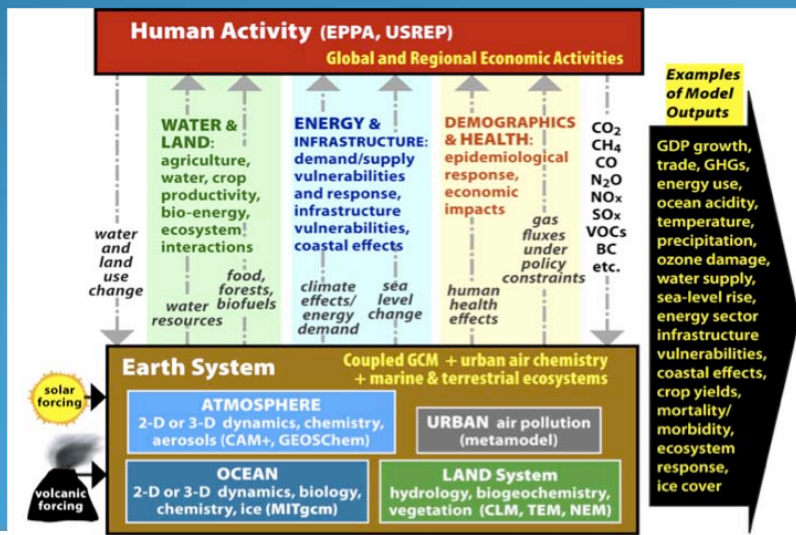 Human Activity (EPPA, USREP)
Global and Regional Economic Activities
WATER &
LAND:
agriculture,
water, crop
productivity,
bio-energy,
ecosystem
interactions
ENERGY &
INFRASTRUCTURE:
demand/supply
vulnerabilities
and response,
infrastructure
vulnerabilities,
coastal effects
DEMOGRAPHICS
& HEALTH:
epidemiological
response,
economic
impacts
CO₂
CH₄
CO
N₂O
NOₓ
SOₓ
VOCs
BC
etc.
water
and land
use
change
water
resources
food,
forests,
biofuels
climate
effects/
energy
demand
sea
level
change
human
health
effects
gas
fluxes
under
policy
constraints
Earth System
Coupled GCM + urban air chemistry
+ marine & terrestrial ecosystems
solar
forcing
volcanic
forcing
ATMOSPHERE
2-D or 3-D dynamics, chemistry,
aerosols (CAM+, GEOSChem)
URBAN air pollution
(metamodel)
OCEAN
2-D or 3-D dynamics, biology,
chemistry, ice (MITgcm)
LAND System
hydrology, biogeochemistry,
vegetation (CLM, TEM, NEM)
Examples
of Model
Outputs
GDP growth,
trade, GHGs,
energy use,
ocean acidity,
temperature,
precipitation,
ozone damage,
water supply,
sea-level rise,
energy sector
infrastructure
vulnerabilities,
coastal effects,
crop yields,
mortality/
morbidity,
ecosystem
response,
ice cover